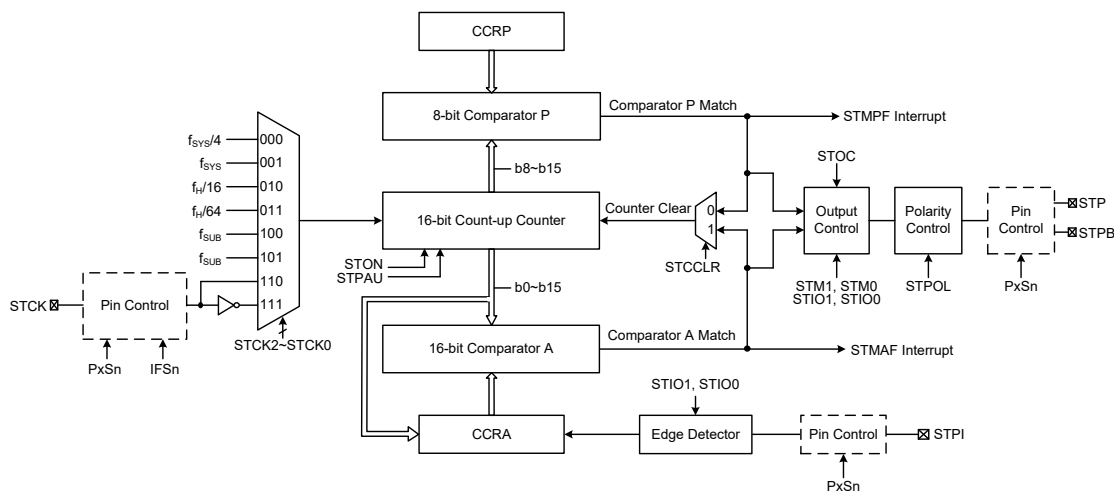 CCRP
8-bit Comparator P
Comparator P Match
STMPF Interrupt
fSYS/4
000
fSYS
001
fH/16
010
fH/64
011
fSUB
100
fSUB
101
110
111
b8~b15
STOC
16-bit Count-up Counter
Counter Clear
0
1
Output
Control
Polarity
Control
Pin
Control
STP
STPB
STON
STPAU
STCCLR
STM1, STM0
STIO1, STIO0
STPOL
PxSn
b0~b15
STCK
Pin Control
STCK2~STCK0
PxSn
IFSn
16-bit Comparator A
Comparator A Match
STMAF Interrupt
STIO1, STIO0
CCRA
Edge Detector
Pin Control
STPI
PxSn